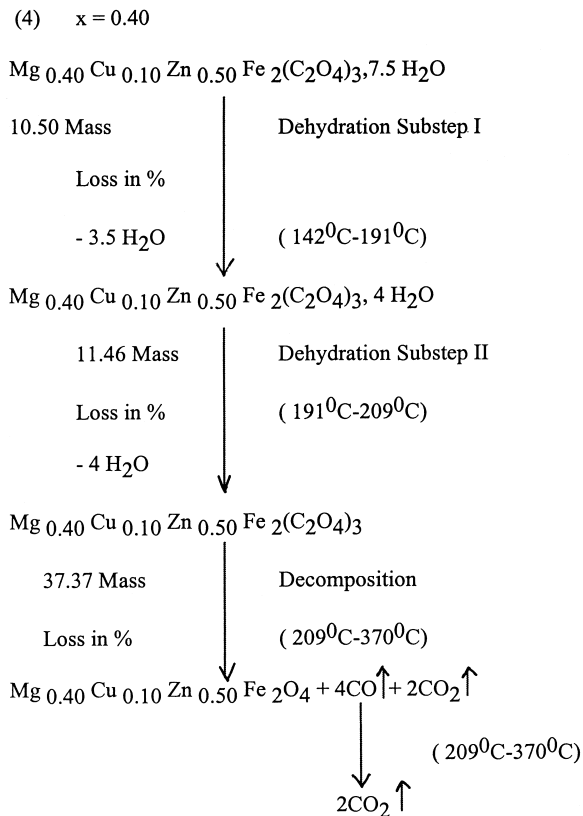 (4) x = 0.40
Mg 0.40 Cu 0.10 Zn 0.50 Fe 2(C2O4)3,7.5 H2O
10.50 Mass Dehydration Substep I
Loss in %
- 3.5 H2O ( 142⁰C-191⁰C)
Mg 0.40 Cu 0.10 Zn 0.50 Fe 2(C2O4)3, 4 H2O
11.46 Mass Dehydration Substep II
Loss in % ( 191⁰C-209⁰C)
- 4 H2O
Mg 0.40 Cu 0.10 Zn 0.50 Fe 2(C2O4)3
37.37 Mass Decomposition
Loss in % ( 209⁰C-370⁰C)
Mg 0.40 Cu 0.10 Zn 0.50 Fe 2O4 + 4CO↑+ 2CO2↑
( 209⁰C-370⁰C)
2CO2↑